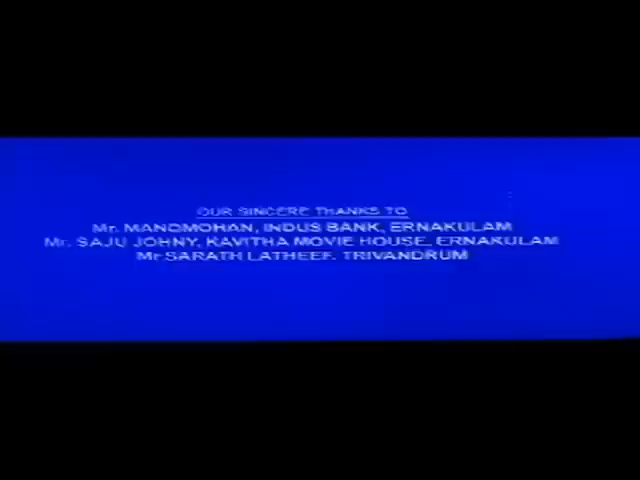 OUR SINCERE THANKS TO
Mr. MANOMOHAN, INDUS BANK, ERNAKULAM
Mr. SAJU JOHNY, KAVITHA MOVIE HOUSE, ERNAKULAM
Mr SARATH LATHEEF. TRIVANDRUM